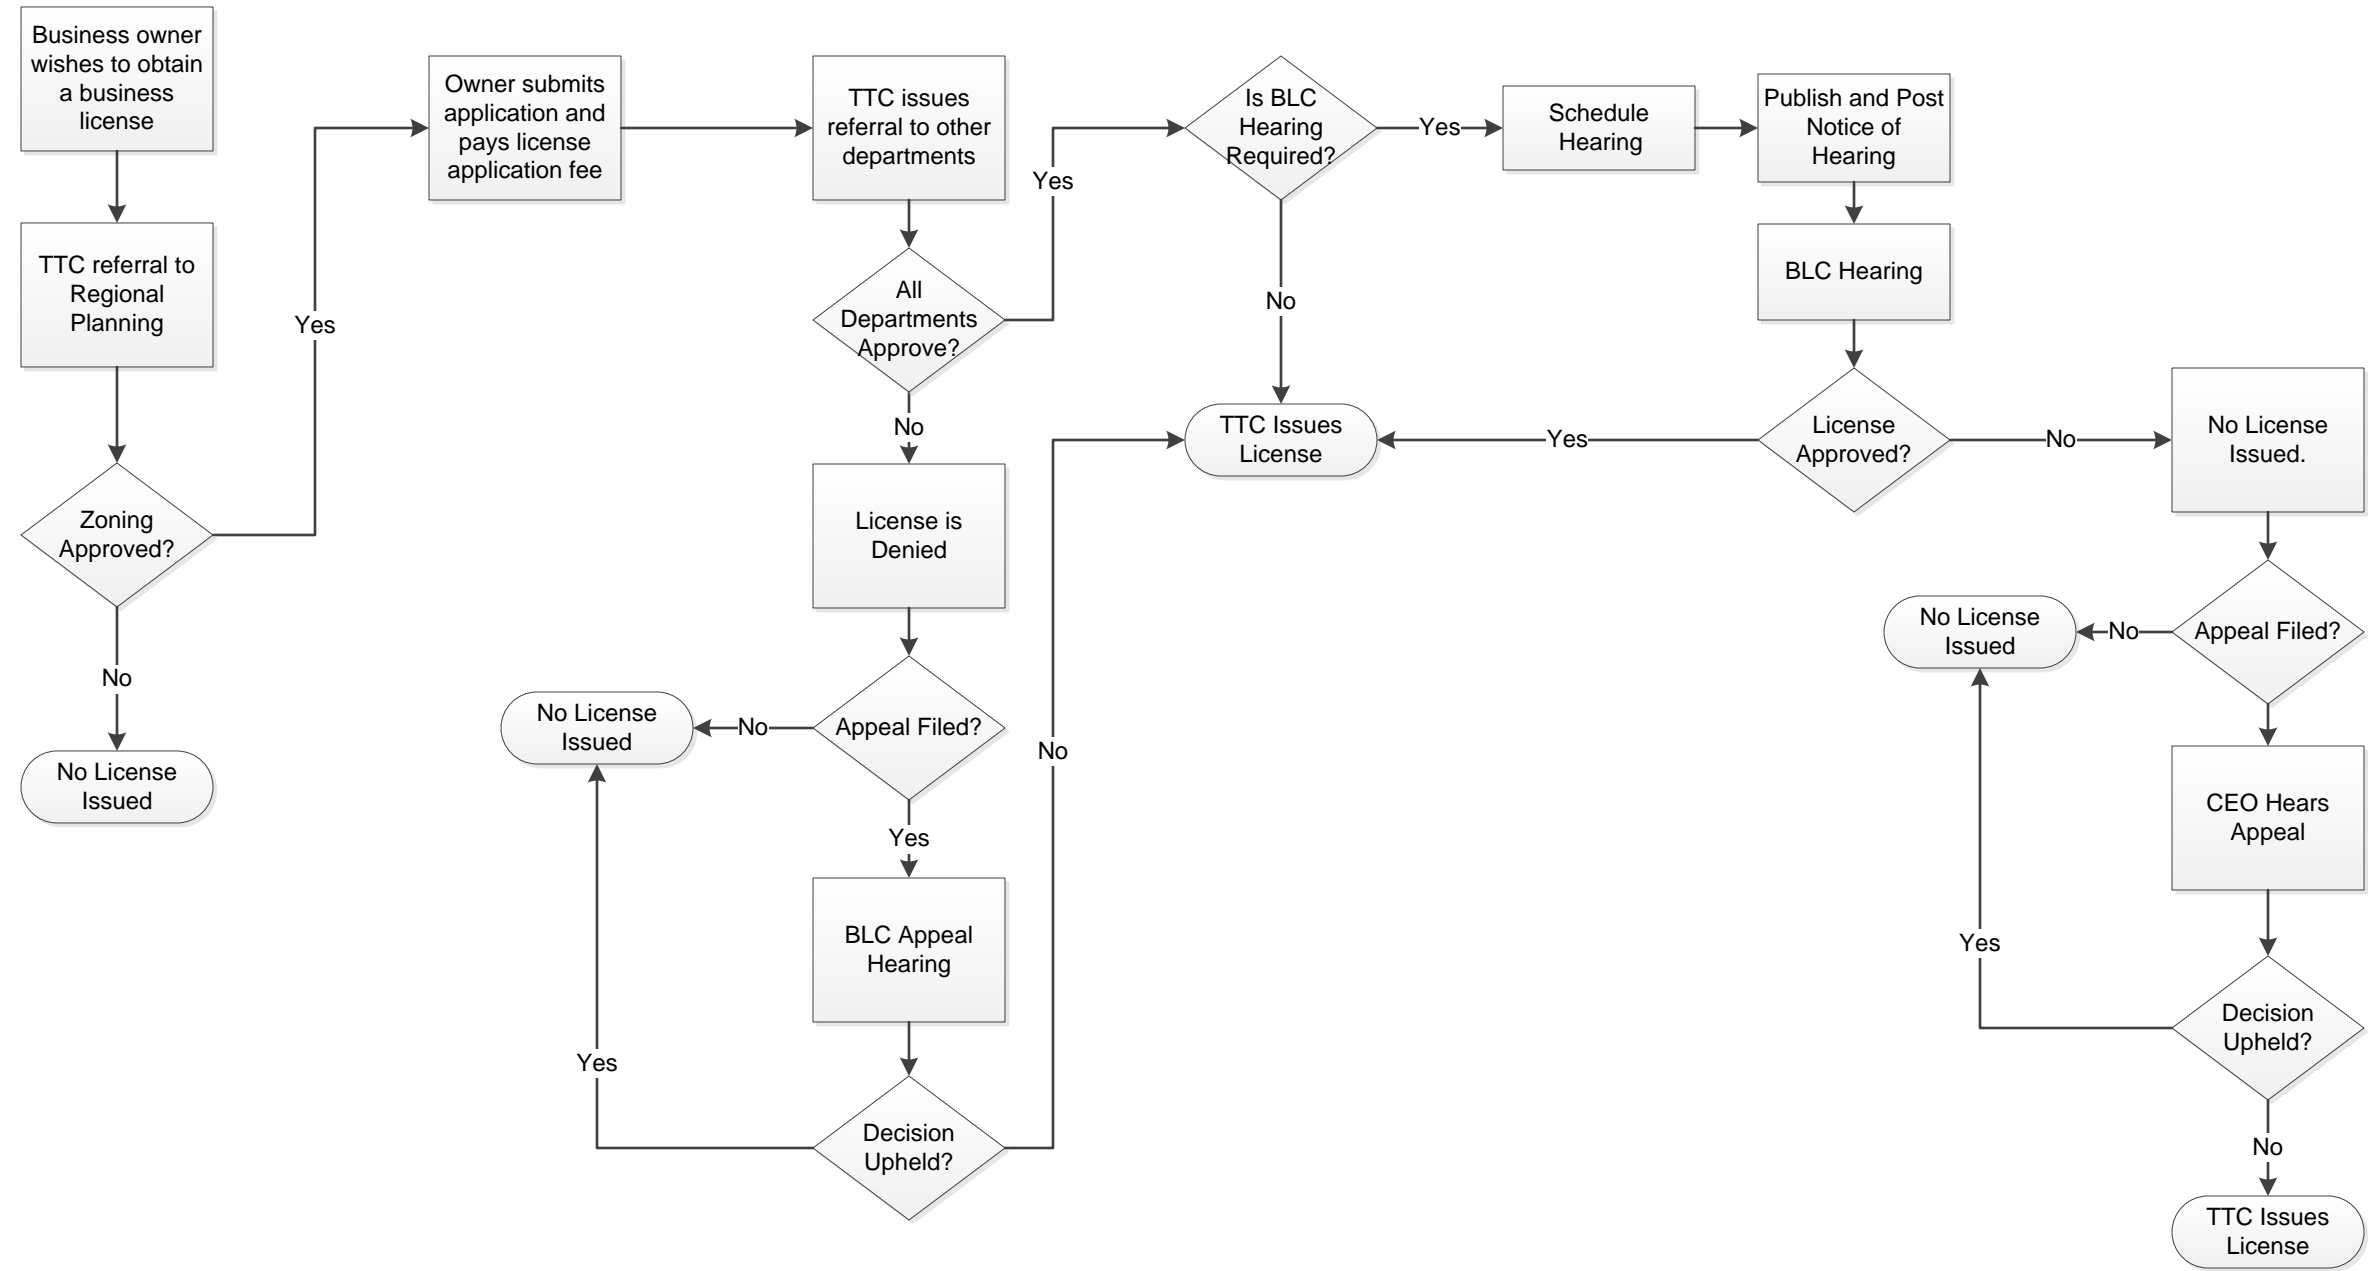 Business owner
wishes to obtain
a business
license
TTC referral to
Regional
Planning
Zoning
Approved?
No
No License
Issued
Yes
Owner submits
application and
pays license
application fee
TTC issues
referral to other
departments
All
Departments
Approve?
No
License is
Denied
Appeal Filed?
No
No License
Issued
Yes
BLC Appeal
Hearing
Decision
Upheld?
Yes
No
Yes
Is BLC
Hearing
Required?
No
TTC Issues
License
Yes
Schedule
Hearing
Publish and Post
Notice of
Hearing
BLC Hearing
License
Approved?
Yes
No
No License
Issued.
Appeal Filed?
No
No License
Issued
CEO Hears
Appeal
Decision
Upheld?
Yes
No
TTC Issues
License